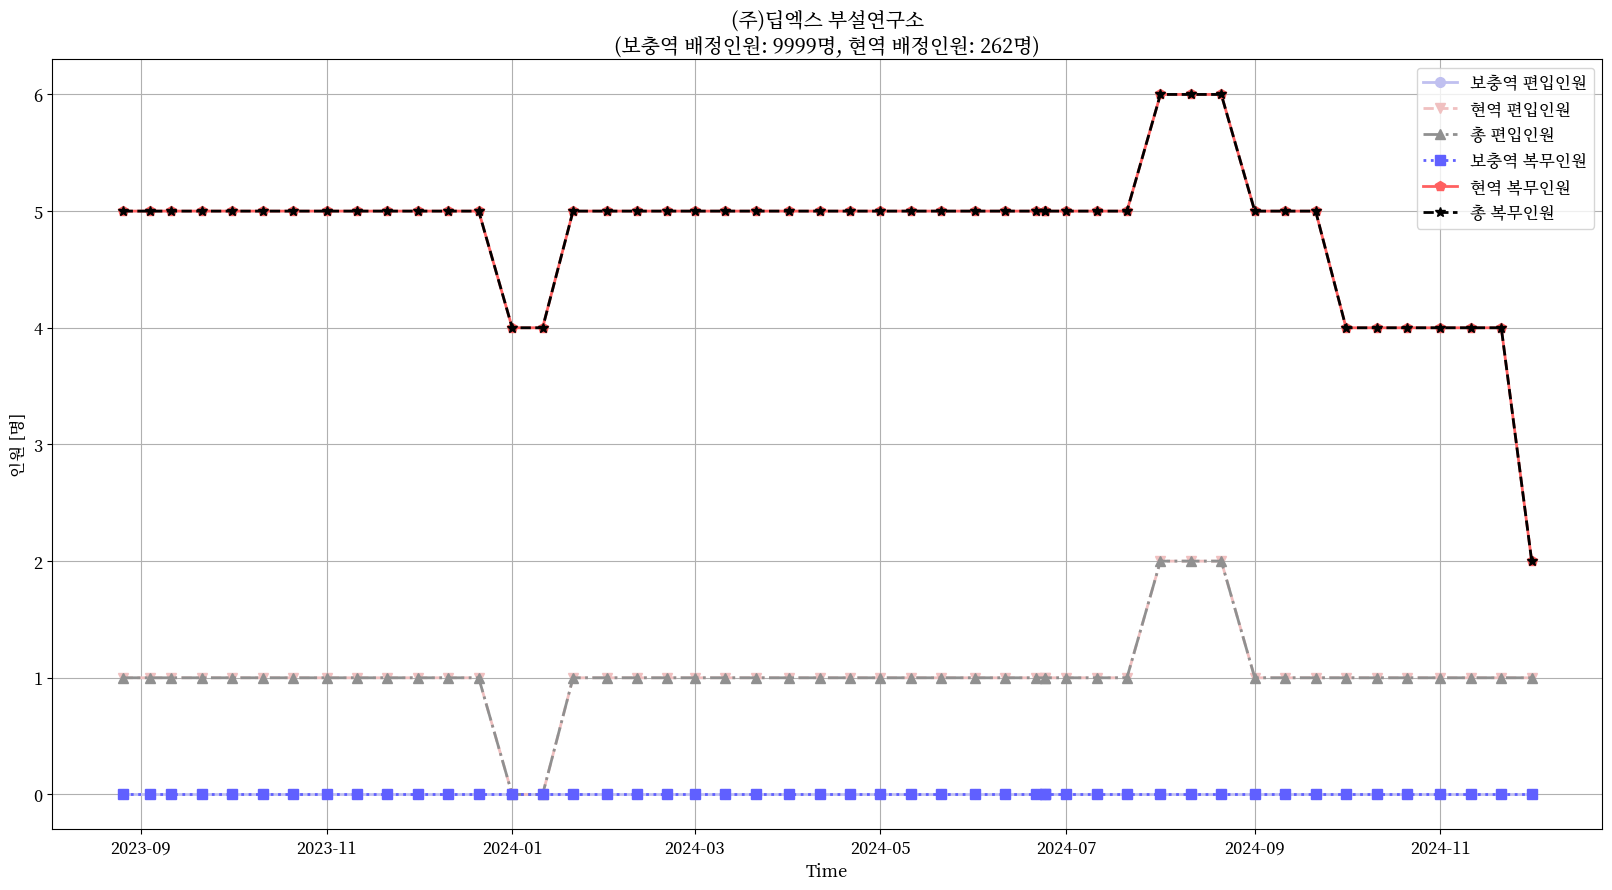 (주)딥엑스 부설연구소
(보충역 배정인원: 9999명, 현역 배정인원: 262명)
보충역 편입인원
현역 편입인원
총 편입인원
보충역 복무인원
현역 복무인원
총 복무인원
인원 [명]
6
5
4
3
2
1
0
2023-09
2023-11
2024-01
2024-03
2024-05
2024-07
2024-09
2024-11
Time